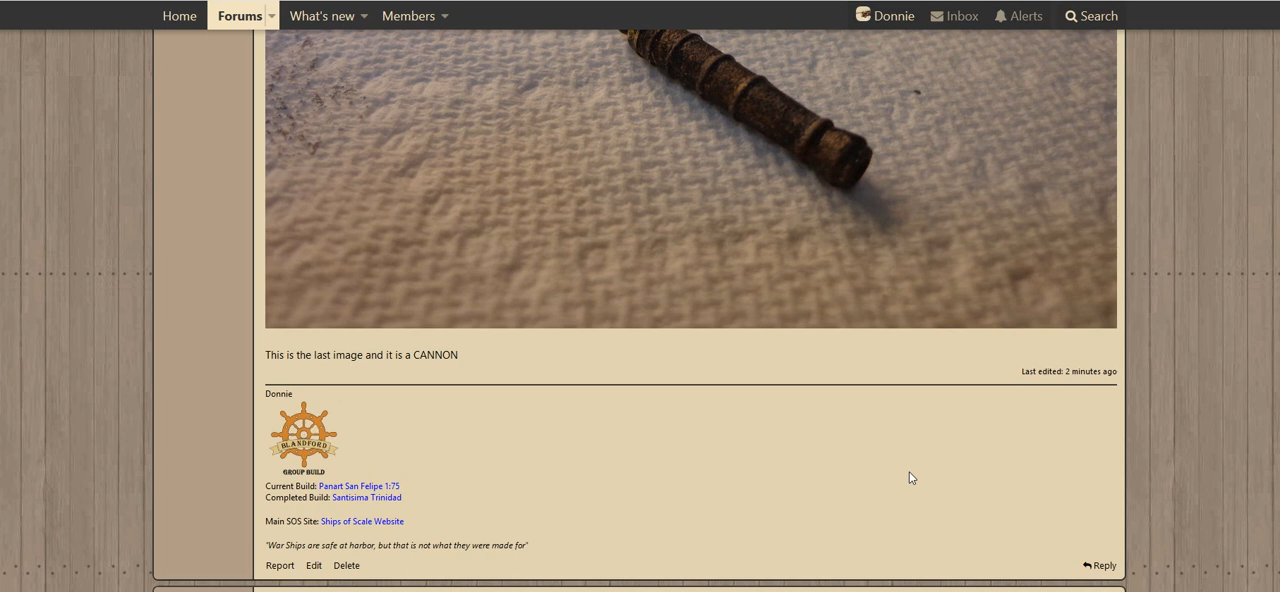 Home Forums What's new Members Donnie Inbox Alerts Search
This is the last image and it is a CANNON
Last edited: 2 minutes ago
Donnie
BLANDFORD
GROUP BUILD
Current Build: Panart San Felipe 1:75
Completed Build: Santisima Trinidad
Main SOS Site: Ships of Scale Website
"War Ships are safe at harbor, but that is not what they were made for"
Report Edit Delete Reply